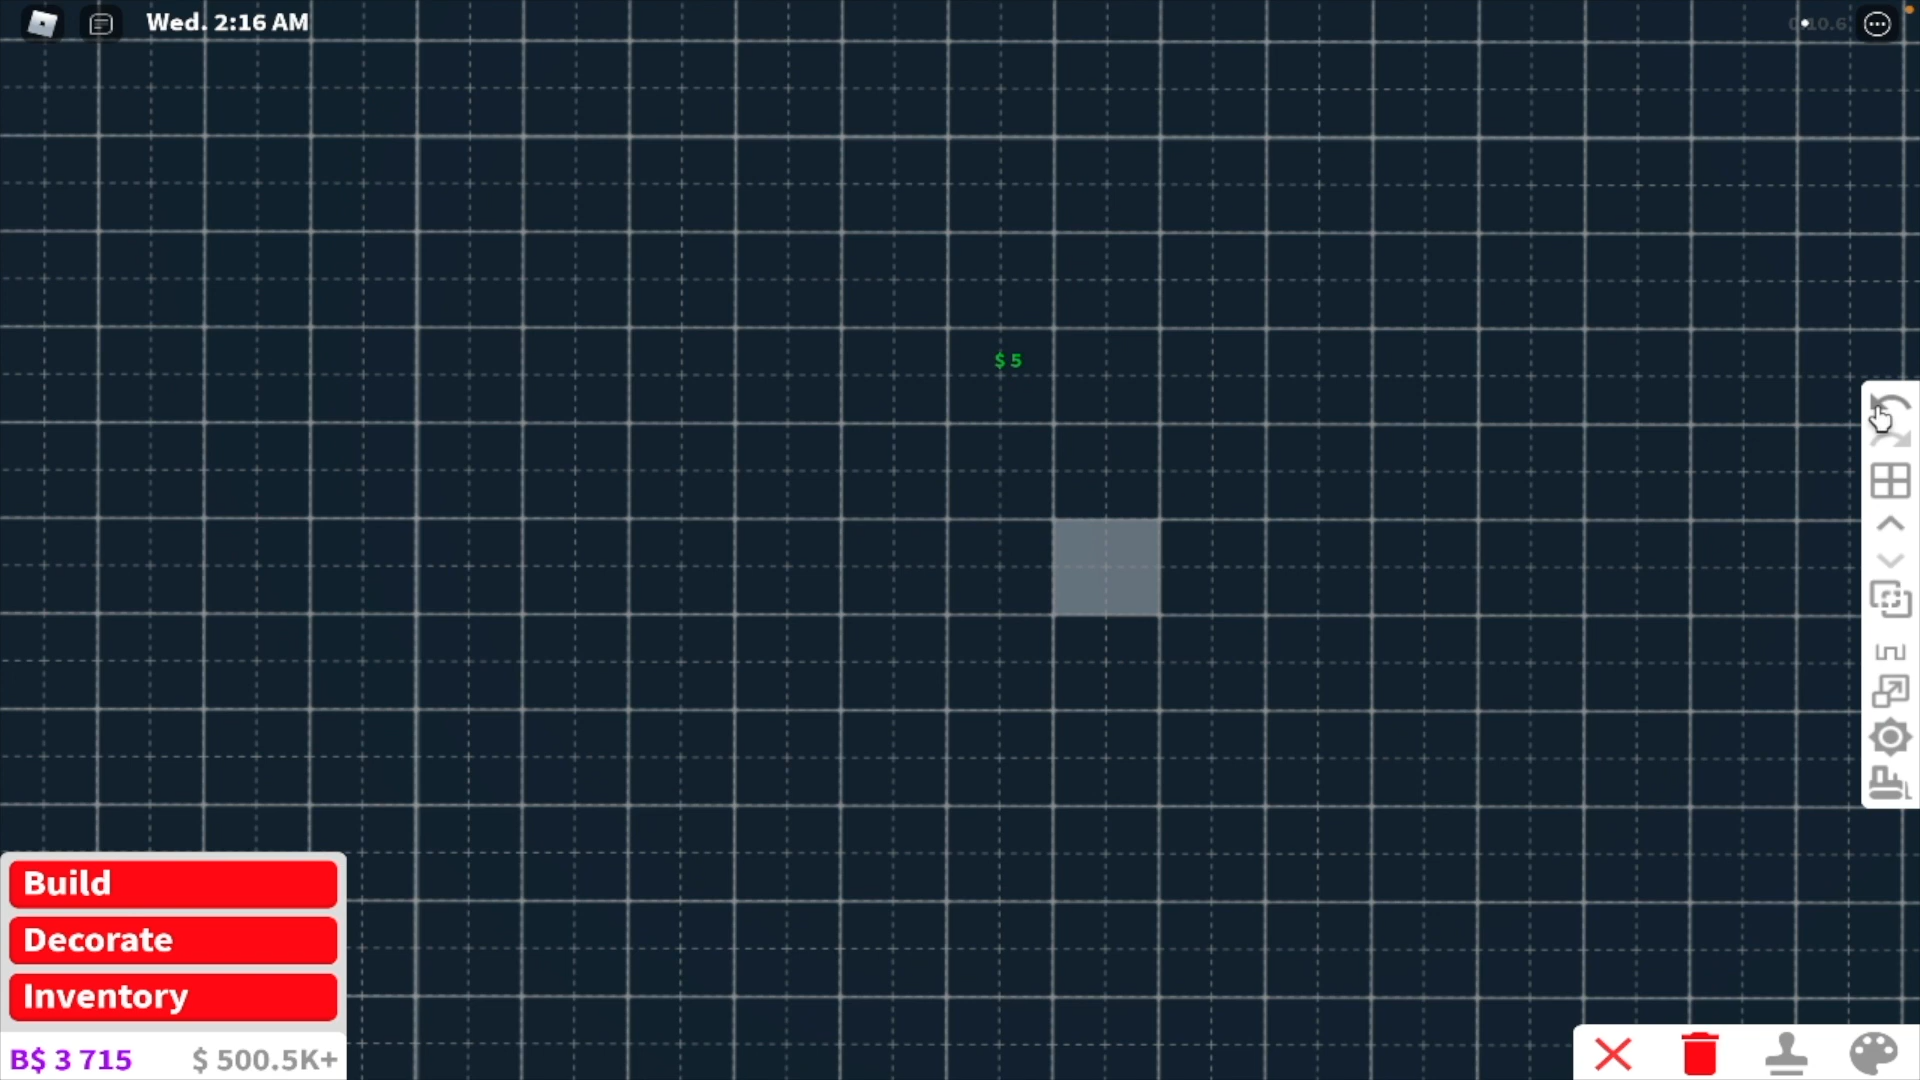 Wed. 2:16 AM
$ 5
Build
Decorate
Inventory
B$ 3 715
$ 500.5K+